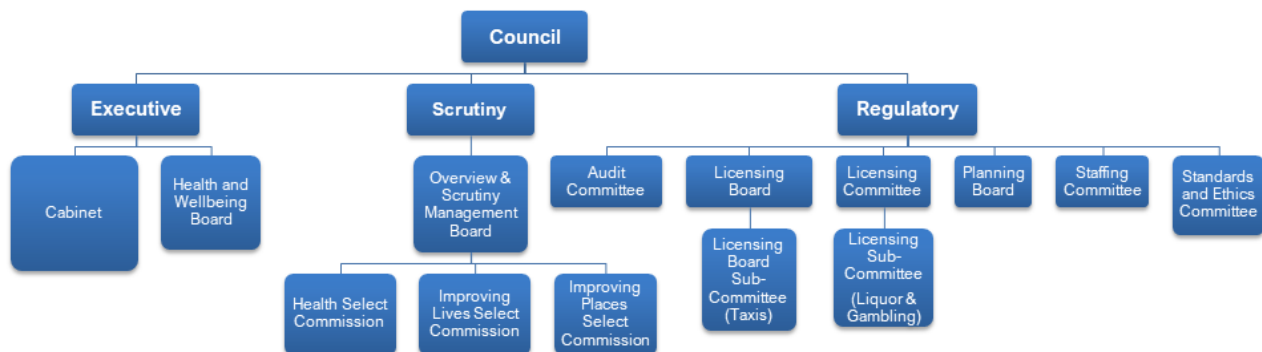 Council
Executive
Scrutiny
Regulatory
Cabinet
Health and
Wellbeing
Board
Overview &
Scrutiny
Management
Board
Audit
Committee
Licensing
Board
Licensing
Committee
Planning
Board
Staffing
Committee
Standards
and Ethics
Committee
Health Select
Commission
Improving
Lives Select
Commission
Improving
Places
Select
Commission
Licensing
Board
Sub-
Committee
(Taxis)
Licensing
Sub-
Committee
(Liquor &
Gambling)